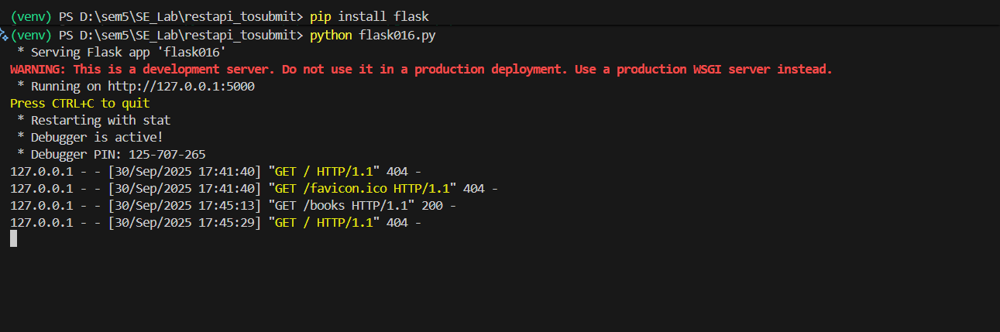 (venv) PS D:\sem5\SE_Lab\restapi_tosubmit> pip install flask
(venv) PS D:\sem5\SE_Lab\restapi_tosubmit> python flask016.py
 * Serving Flask app 'flask016'
WARNING: This is a development server. Do not use it in a production deployment. Use a production WSGI server instead.
 * Running on http://127.0.0.1:5000
Press CTRL+C to quit
 * Restarting with stat
 * Debugger is active!
 * Debugger PIN: 125-707-265
127.0.0.1 - - [30/Sep/2025 17:41:40] "GET / HTTP/1.1" 404 -
127.0.0.1 - - [30/Sep/2025 17:41:40] "GET /favicon.ico HTTP/1.1" 404 -
127.0.0.1 - - [30/Sep/2025 17:45:13] "GET /books HTTP/1.1" 200 -
127.0.0.1 - - [30/Sep/2025 17:45:29] "GET / HTTP/1.1" 404 -